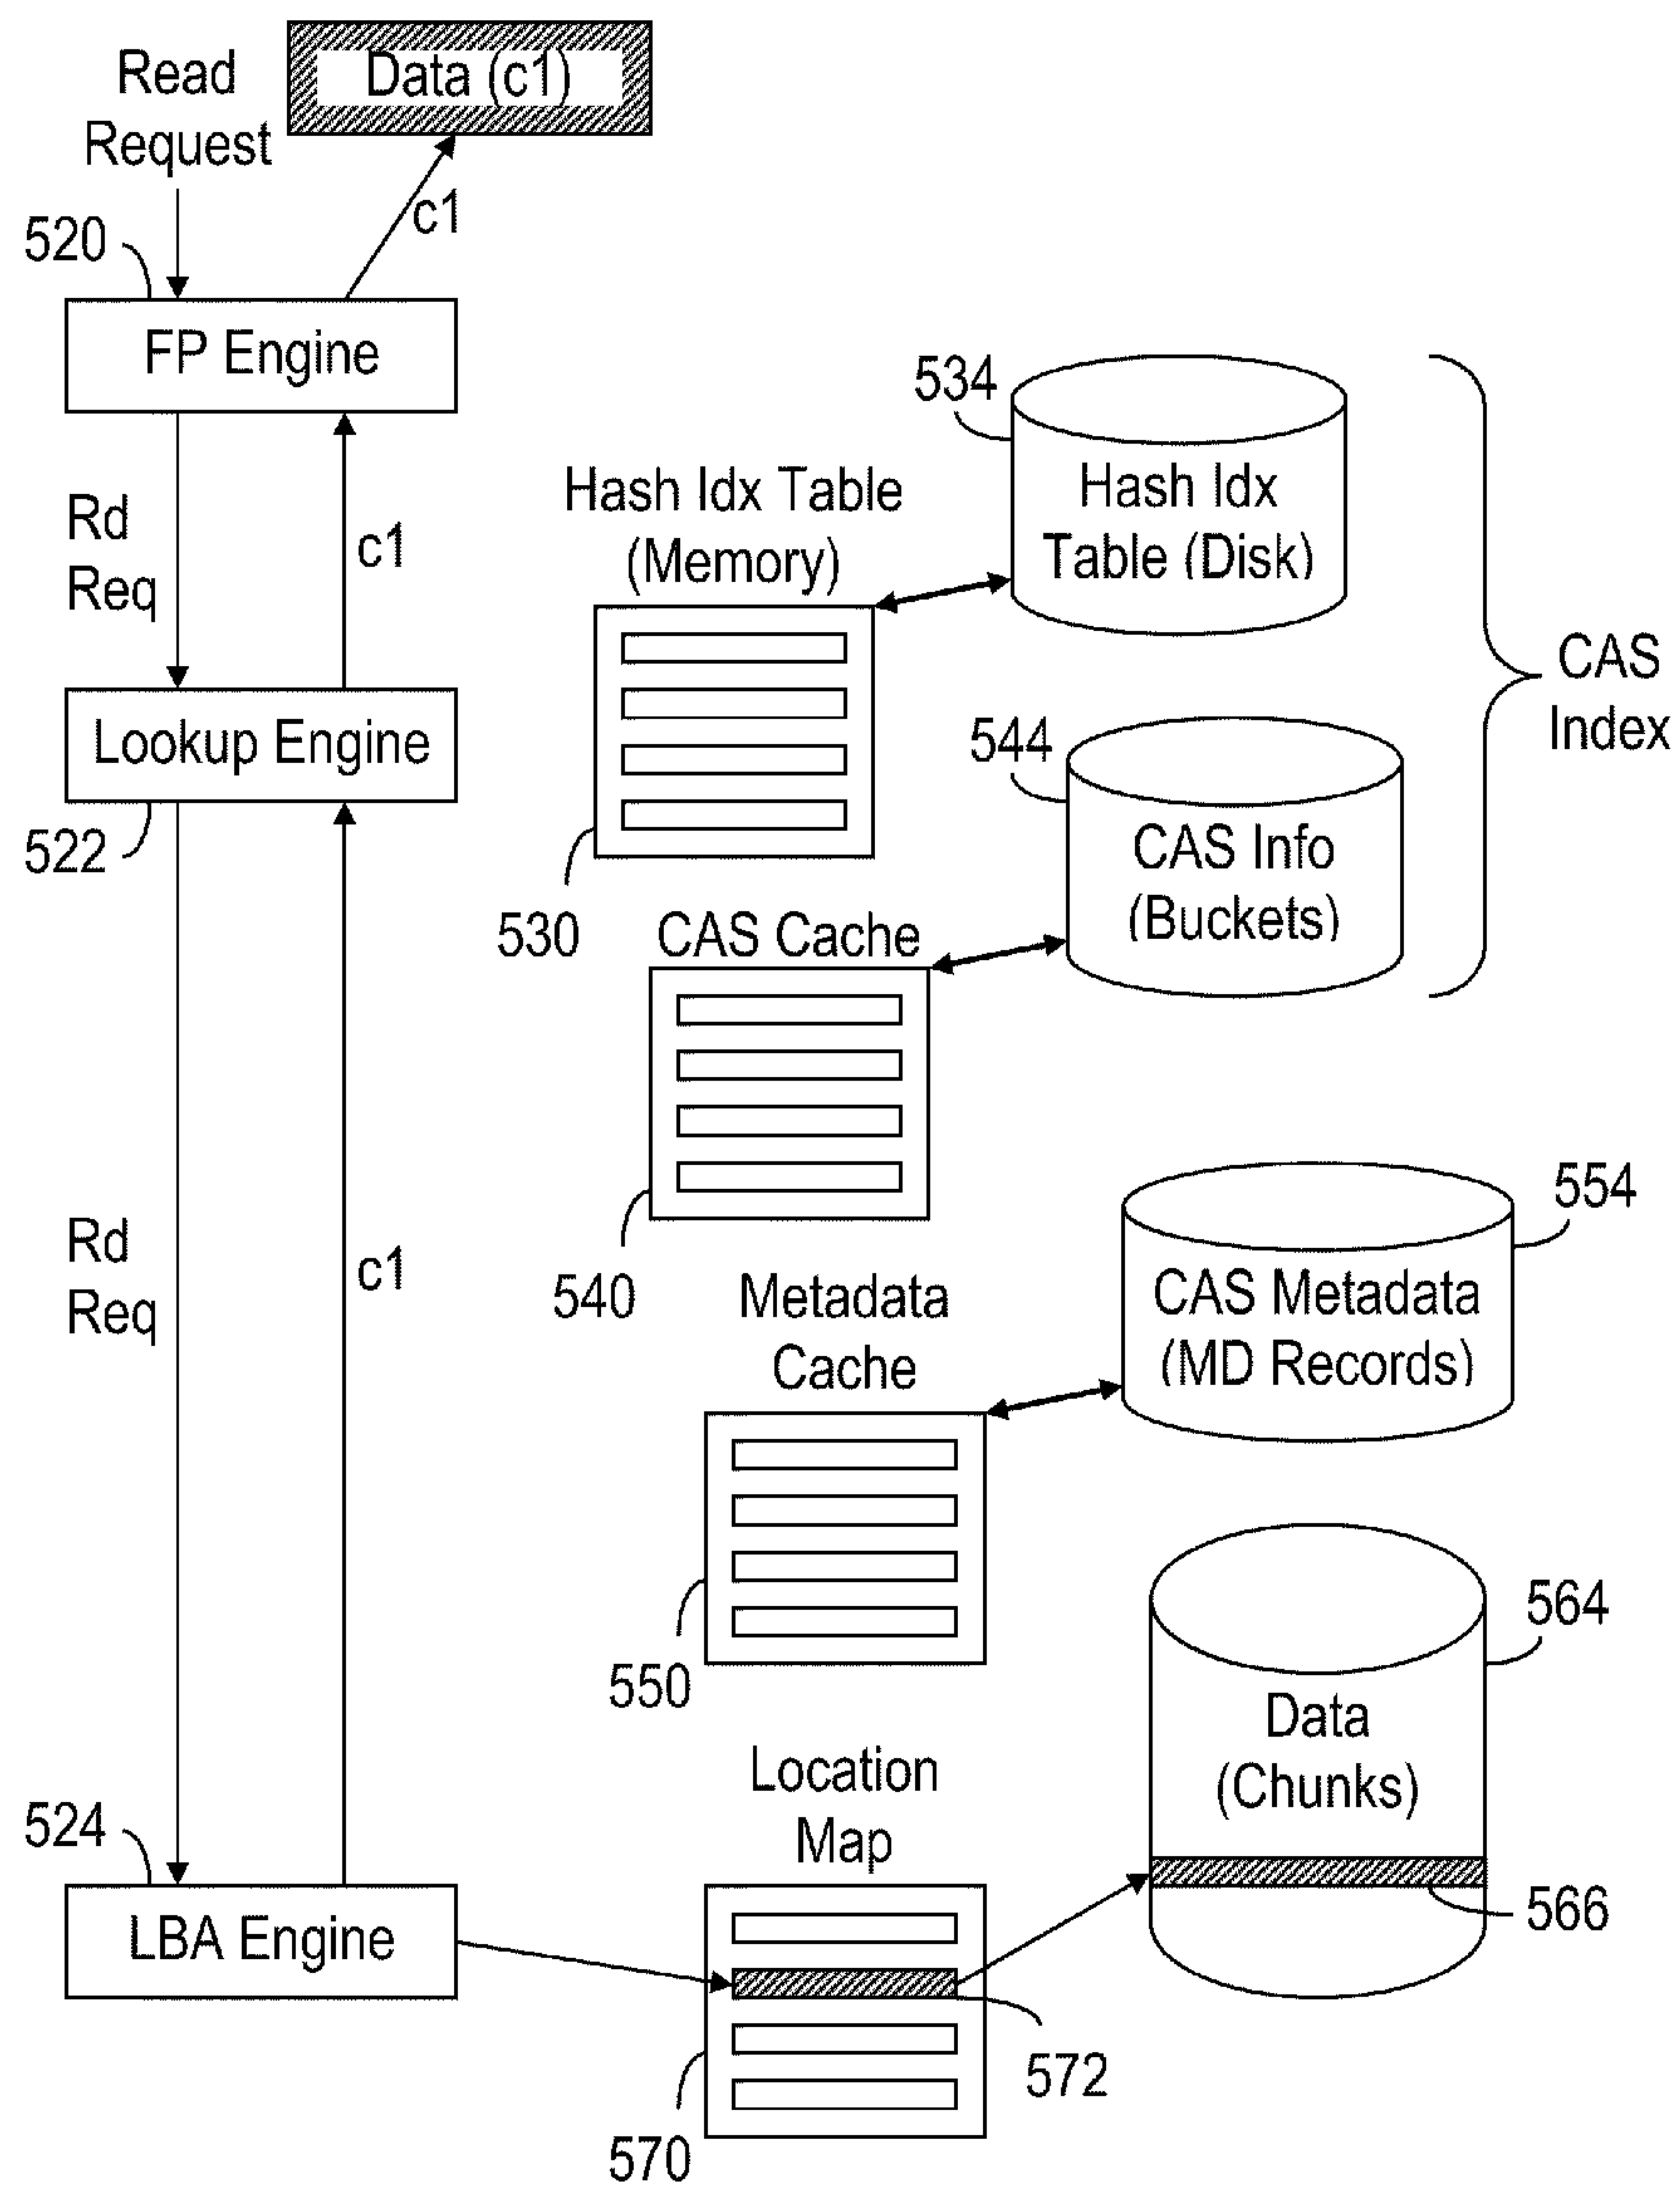 Read
Request
Data (c1)
c1
520
FP Engine
Rd
Req
c1
534
Hash Idx
Table (Disk)
Hash Idx Table
(Memory)
530
CAS
Index
Lookup Engine
522
544
CAS Info
(Buckets)
CAS Cache
540
Rd
Req
c1
554
CAS Metadata
(MD Records)
Metadata
Cache
550
564
Data
(Chunks)
566
Location
Map
572
570
524
LBA Engine